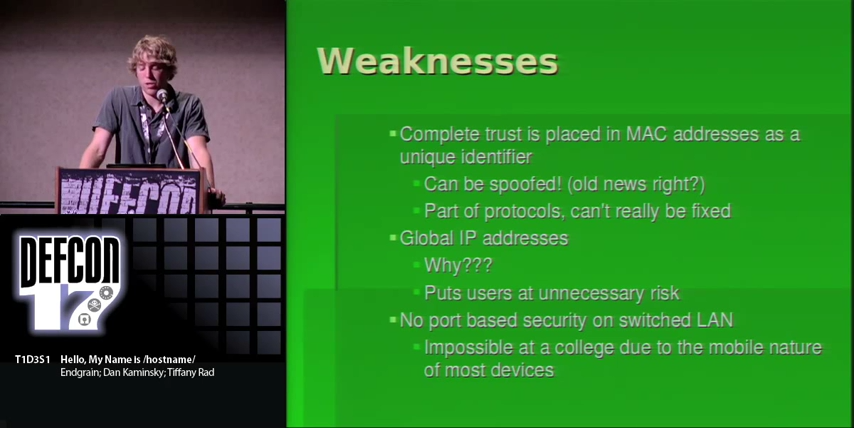 Weaknesses
Complete trust is placed in MAC addresses as a
unique identifier
Can be spoofed! (old news right?)
Part of protocols, can't really be fixed
Global IP addresses
Why???
Puts users at unnecessary risk
No port based security on switched LAN
Impossible at a college due to the mobile nature
of most devices
DEFCON
DEFCON
17
T1D3S1 Hello, My Name is /hostname/
Endgrain; Dan Kaminsky; Tiffany Rad